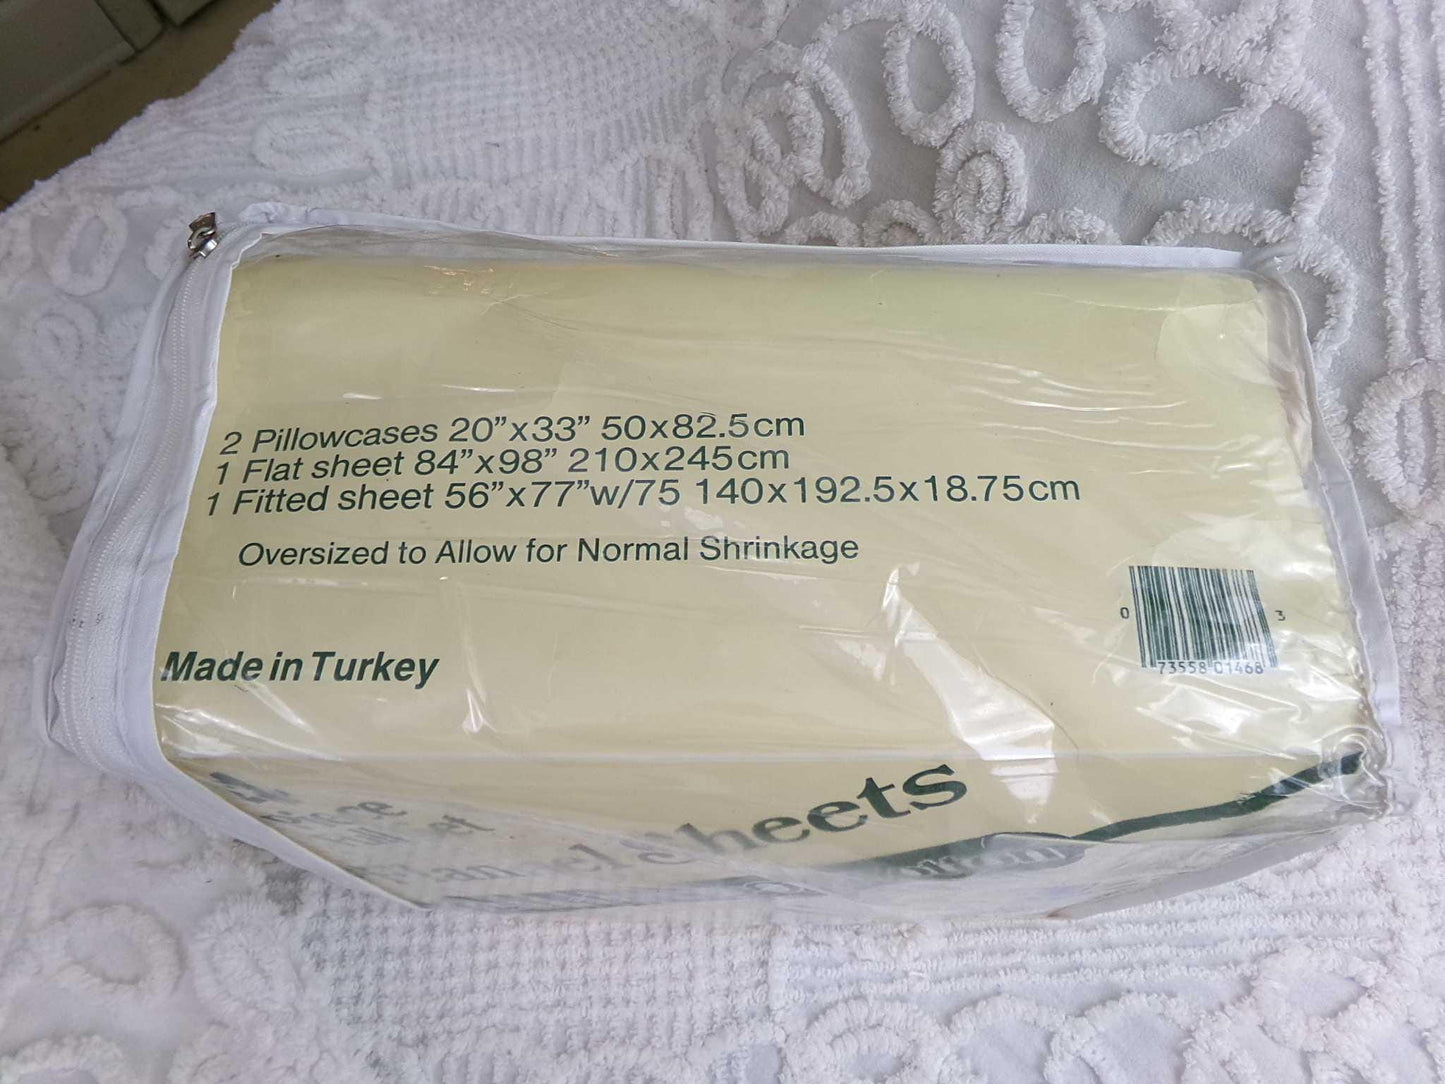 2 Pillowcases 20”x33” 50x82.5cm
1 Flat sheet 84”x98” 210x245cm
1 Fitted sheet 56”x77”w/75 140x192.5x18.75cm
Oversized to Allow for Normal Shrinkage
0 73558 01468 3
Made in Turkey
Sheets